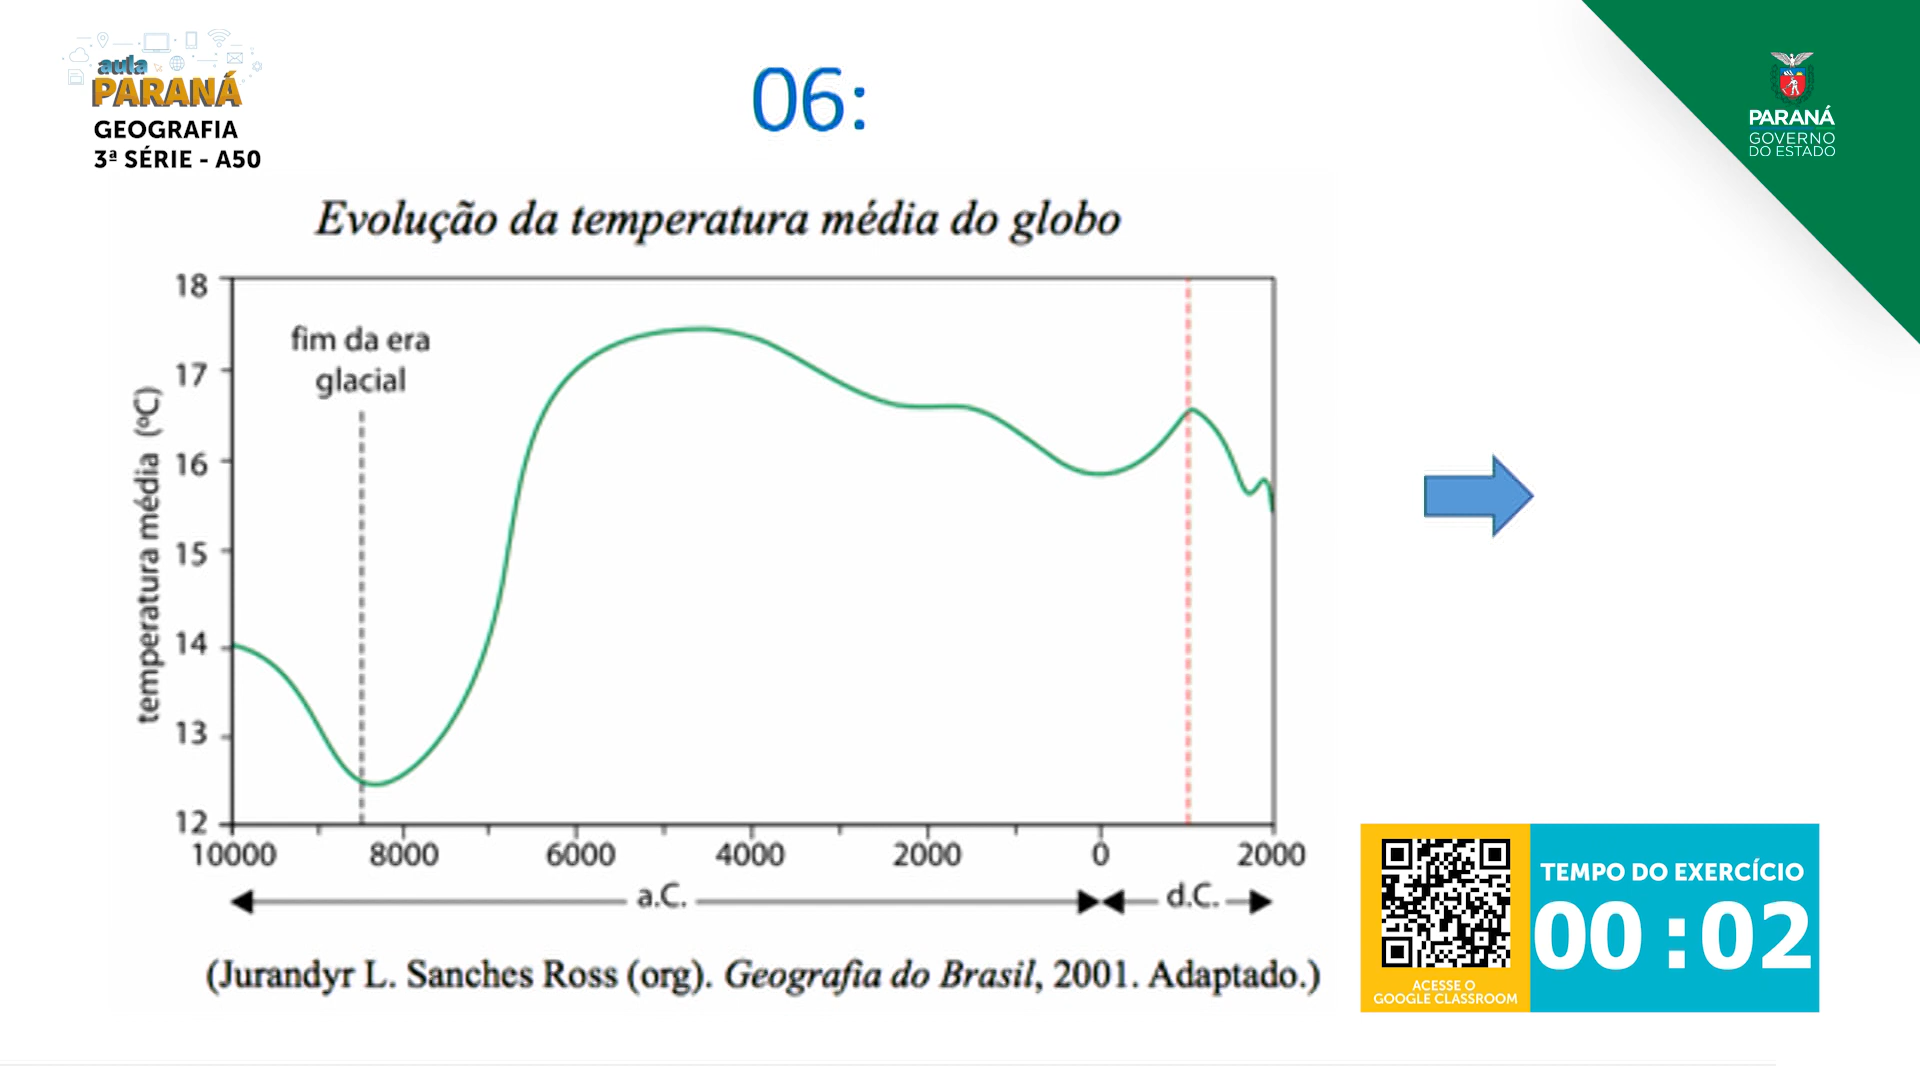 aula
PARANÁ
GEOGRAFIA
3ª SÉRIE - A50
06:
PARANÁ
GOVERNO
DO ESTADO
Evolução da temperatura média do globo
temperatura média (ºC)
18
17
16
15
14
13
12
fim da era
glacial
10000 8000 6000 4000 2000 0 2000
a.C. d.C.
(Jurandyr L. Sanches Ross (org). Geografia do Brasil, 2001. Adaptado.)
ACESSE O
GOOGLE CLASSROOM
TEMPO DO EXERCÍCIO
00:02